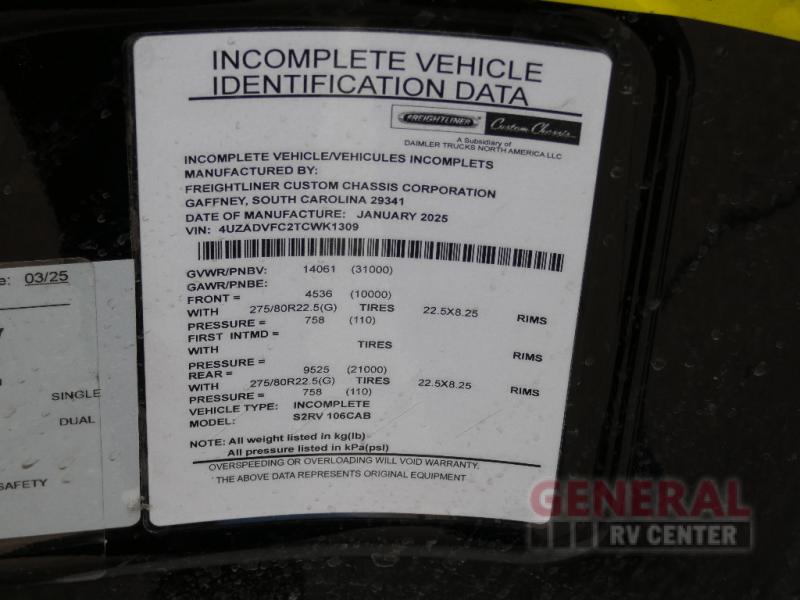 INCOMPLETE VEHICLE
IDENTIFICATION DATA
FREIGHTLINER Custom Chassis
A Subsidiary of
DAIMLER TRUCKS NORTH AMERICA LLC
INCOMPLETE VEHICLE/VEHICULES INCOMPLETS
MANUFACTURED BY:
FREIGHTLINER CUSTOM CHASSIS CORPORATION
GAFFNEY, SOUTH CAROLINA 29341
DATE OF MANUFACTURE: JANUARY 2025
VIN: 4UZADVFC2TCWK1309
GVWR/PNBV: 14061 (31000)
GAWR/PNBE:
FRONT = 4536 (10000)
WITH 275/80R22.5(G) TIRES 22.5X8.25 RIMS
PRESSURE = 758 (110)
FIRST INTMD =
WITH TIRES RIMS
PRESSURE =
REAR = 9525 (21000)
WITH 275/80R22.5(G) TIRES 22.5X8.25 RIMS
PRESSURE = 758 (110)
VEHICLE TYPE: INCOMPLETE
MODEL: S2RV 106CAB
NOTE: All weight listed in kg(lb)
All pressure listed in kPa(psi)
OVERSPEEDING OR OVERLOADING WILL VOID WARRANTY.
THE ABOVE DATA REPRESENTS ORIGINAL EQUIPMENT
03/25
SINGLE
DUAL
SAFETY
GENERAL
RV CENTER